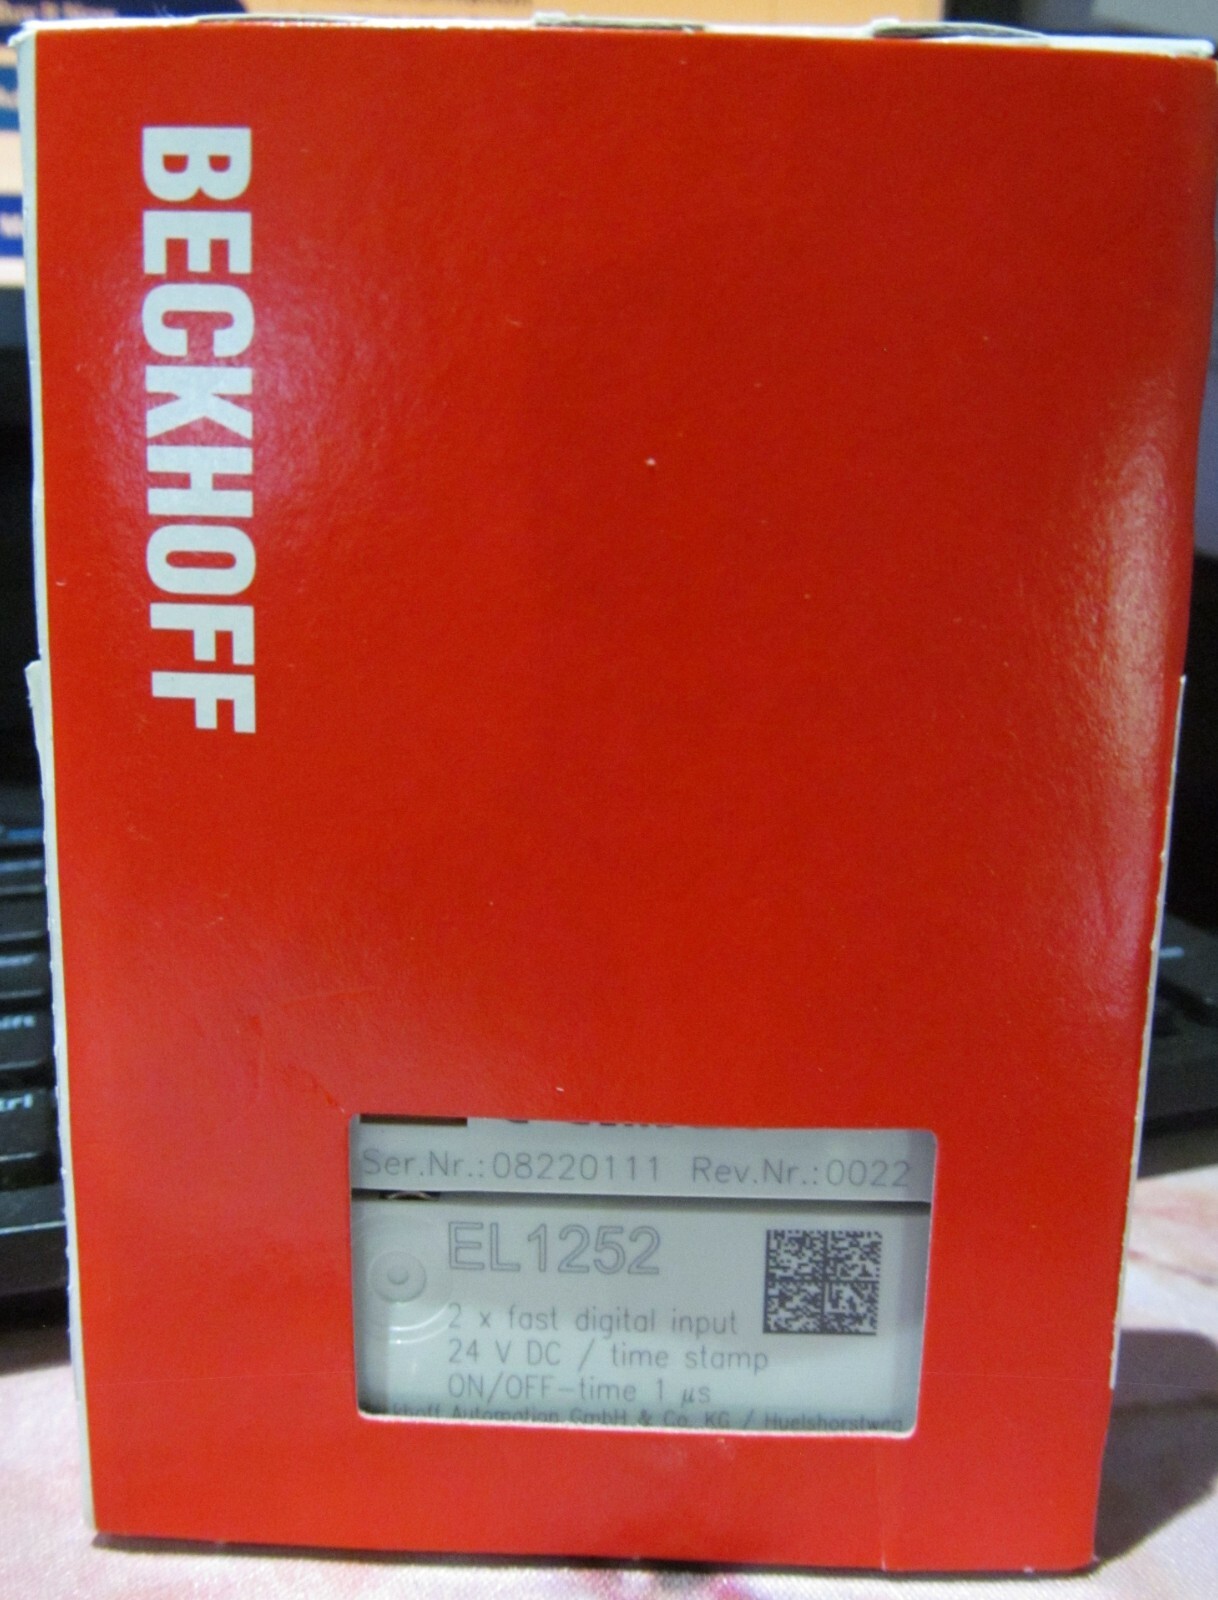 BECKHOFF
Ser.Nr.:08220111 Rev.Nr.:0022
EL1252
2 x fast digital input
24 V DC / time stamp
ON/OFF-time 1 µs
Automation GmbH & Co. KG / Huelshorstweg